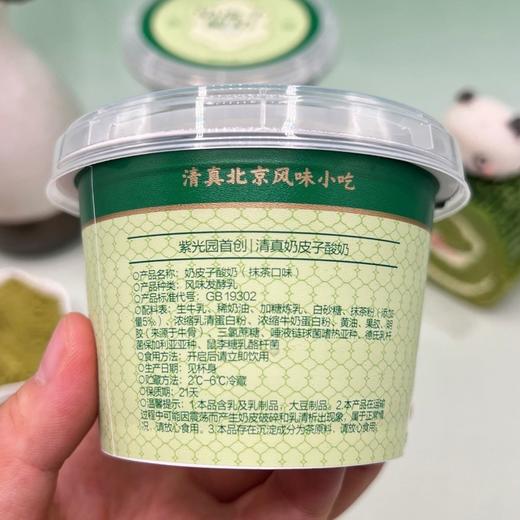 清真北京风味小吃
紫光园首创|清真奶皮子酸奶
○产品名称：奶皮子酸奶（抹茶口味）
○产品种类：风味发酵乳
○产品标准代号：GB 19302
○配料表：生牛乳、稀奶油、加糖炼乳、白砂糖、抹茶粉（添加
量5%）、浓缩乳清蛋白粉、浓缩牛奶蛋白粉、黄油、果胶、明
胶（来源于牛骨）、三氯蔗糖、唾液链球菌嗜热亚种、德氏乳杆
菌保加利亚亚种、鼠李糖乳酪杆菌
○食用方法：开启后请立即饮用
○生产日期：见杯身
○贮藏方法：2℃-6℃冷藏
○保质期：21天
○温馨提示：1.本品含乳及乳制品，大豆制品。2.本产品在运输
过程中可能因震荡而产生奶皮破碎和乳清析出现象，属于正常情
况，请放心食用。3.本品存在沉淀成分为茶原料，请放心食用。